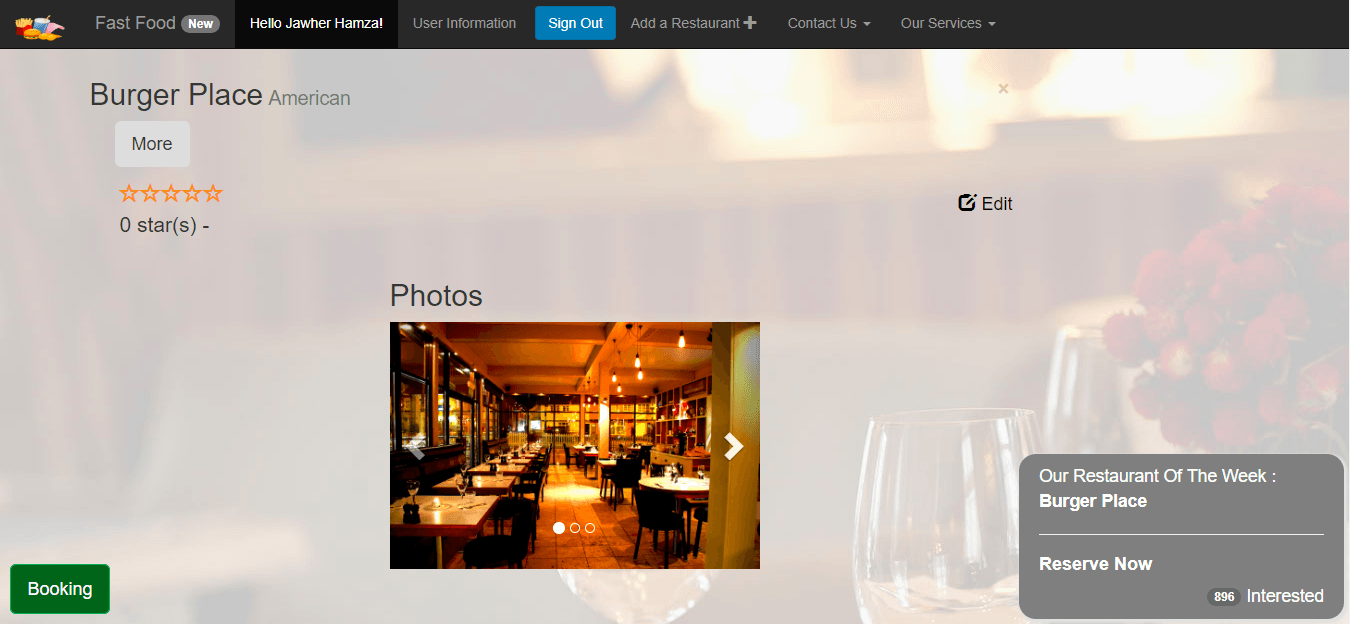 Fast Food New Hello Jawher Hamza! User Information Sign Out Add a Restaurant Contact Us Our Services
Burger Place American
×
More
0 star(s) -
Edit
Photos
Our Restaurant Of The Week :
Burger Place
Reserve Now
896 Interested
Booking